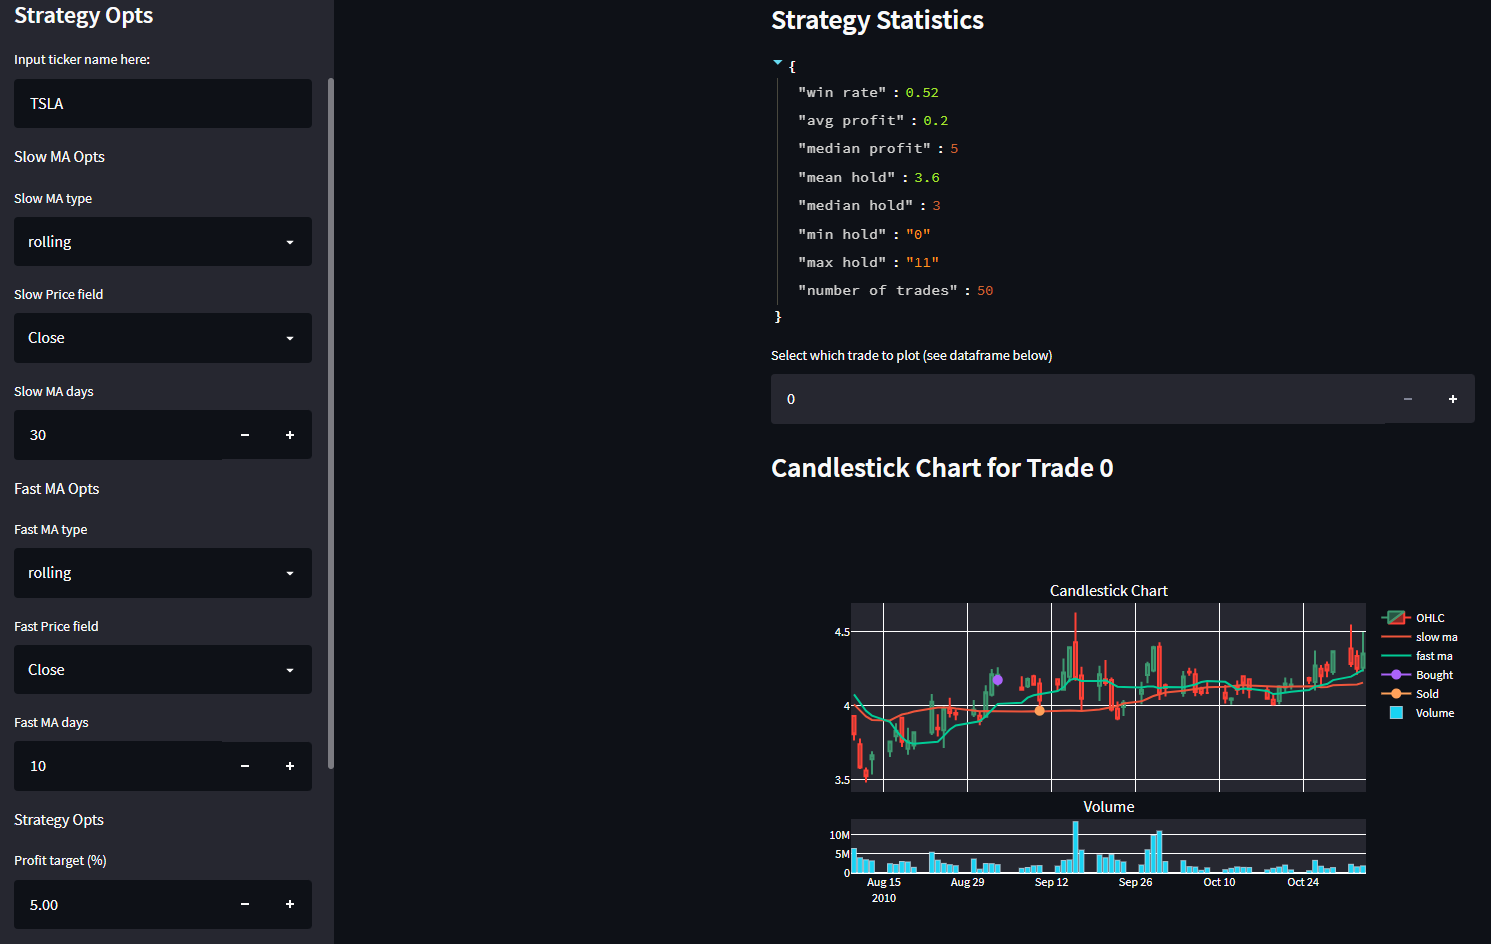 Strategy Opts
Input ticker name here:
TSLA
Slow MA Opts
Slow MA type
rolling
Slow Price field
Close
Slow MA days
30
Fast MA Opts
Fast MA type
rolling
Fast Price field
Close
Fast MA days
10
Strategy Opts
Profit target (%)
5.00
Strategy Statistics
{
"win rate" : 0.52
"avg profit" : 0.2
"median profit" : 5
"mean hold" : 3.6
"median hold" : 3
"min hold" : "0"
"max hold" : "11"
"number of trades" : 50
}
Select which trade to plot (see dataframe below)
0
Candlestick Chart for Trade 0
Candlestick Chart
4.5
4
3.5
OHLC
slow ma
fast ma
Bought
Sold
Volume
Volume
10M
5M
0
Aug 15 Aug 29 Sep 12 Sep 26 Oct 10 Oct 24
2010